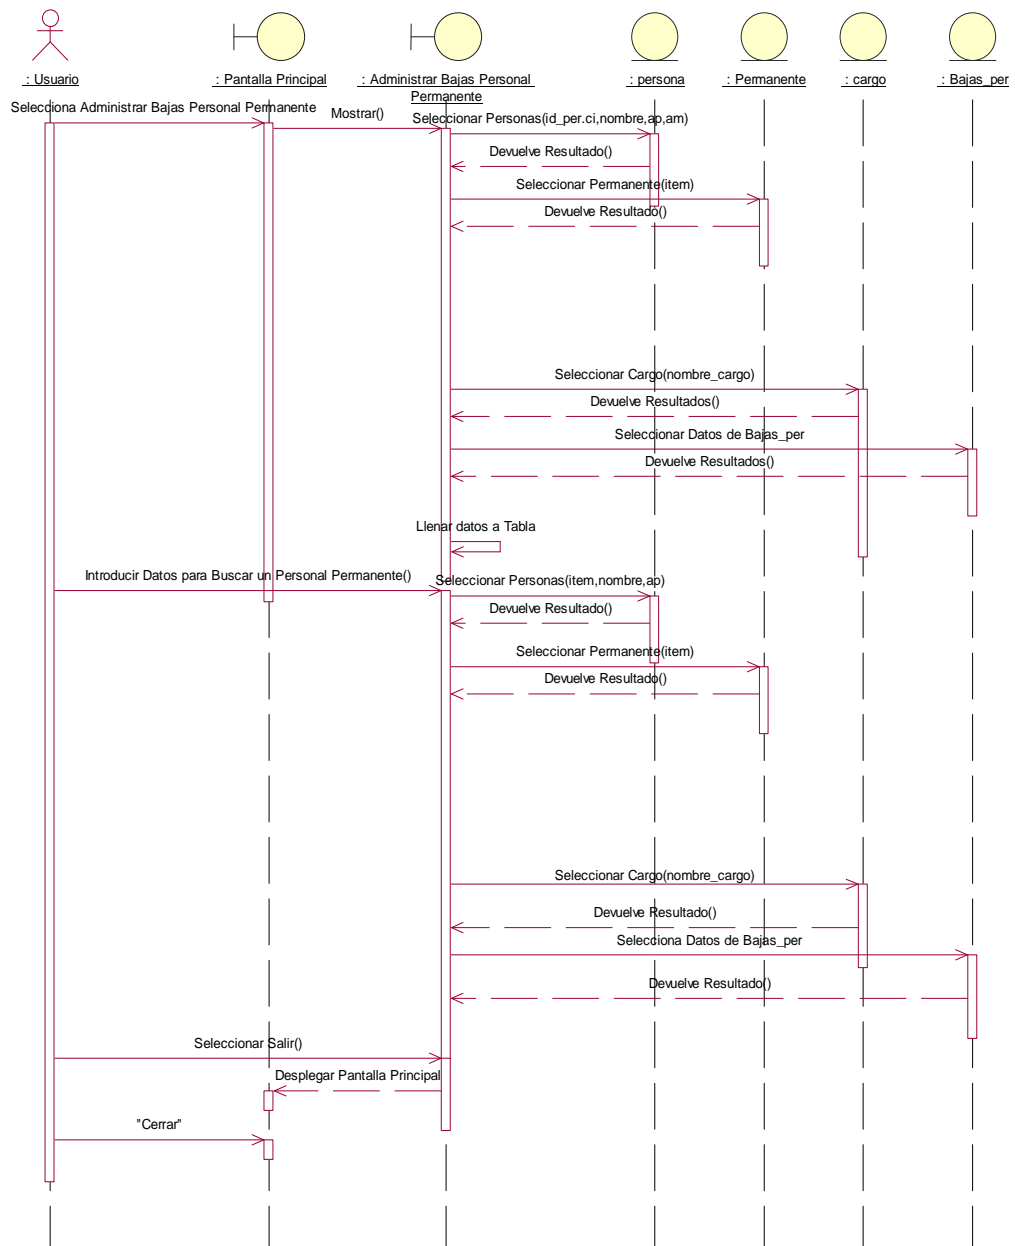 : Usuario
: Pantalla Principal
: Administrar Bajas Personal
Permanente
: persona
: Permanente
: cargo
: Bajas_per
Selecciona Administrar Bajas Personal Permanente
Mostrar()
Seleccionar Personas(id_per.ci,nombre,ap,am)
Devuelve Resultado()
Seleccionar Permanente(item)
Devuelve Resultado()
Seleccionar Cargo(nombre_cargo)
Devuelve Resultados()
Seleccionar Datos de Bajas_per
Devuelve Resultados()
Llenar datos a Tabla
Introducir Datos para Buscar un Personal Permanente()
Seleccionar Personas(item,nombre,ap)
Devuelve Resultado()
Seleccionar Permanente(item)
Devuelve Resultado()
Seleccionar Cargo(nombre_cargo)
Devuelve Resultado()
Selecciona Datos de Bajas_per
Devuelve Resultado()
Seleccionar Salir()
Desplegar Pantalla Principal
"Cerrar"